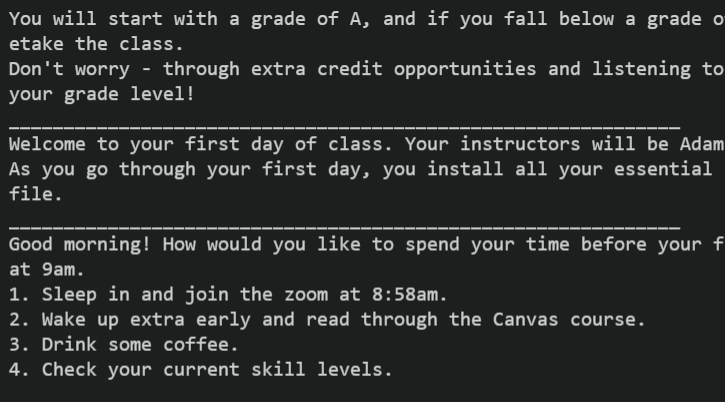 You will start with a grade of A, and if you fall below a grade o
etake the class.
Don't worry - through extra credit opportunities and listening to
your grade level!
Welcome to your first day of class. Your instructors will be Adam
As you go through your first day, you install all your essential
file.
Good morning! How would you like to spend your time before your f
at 9am.
1. Sleep in and join the zoom at 8:58am.
2. Wake up extra early and read through the Canvas course.
3. Drink some coffee.
4. Check your current skill levels.